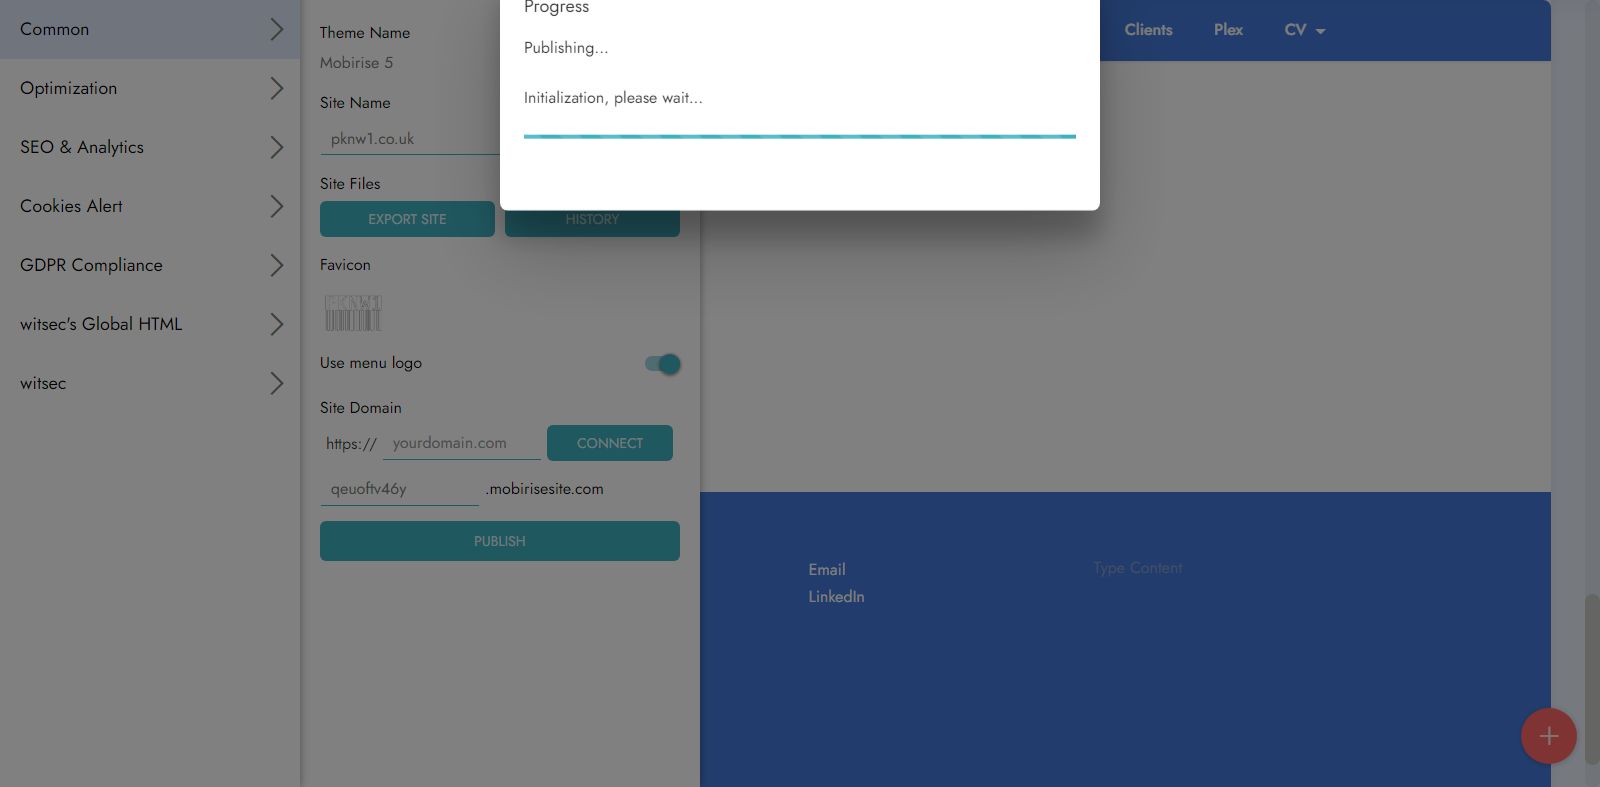 Common
Optimization
SEO & Analytics
Cookies Alert
GDPR Compliance
witsec's Global HTML
witsec
Theme Name
Mobirise 5
Site Name
pknw1.co.uk
Site Files
EXPORT SITE
HISTORY
Favicon
PKNW1
Use menu logo
Site Domain
https://
yourdomain.com
CONNECT
qeuoftv46y
.mobirisesite.com
PUBLISH
Progress
Publishing...
Initialization, please wait...
Clients
Plex
CV
Email
LinkedIn
Type Content